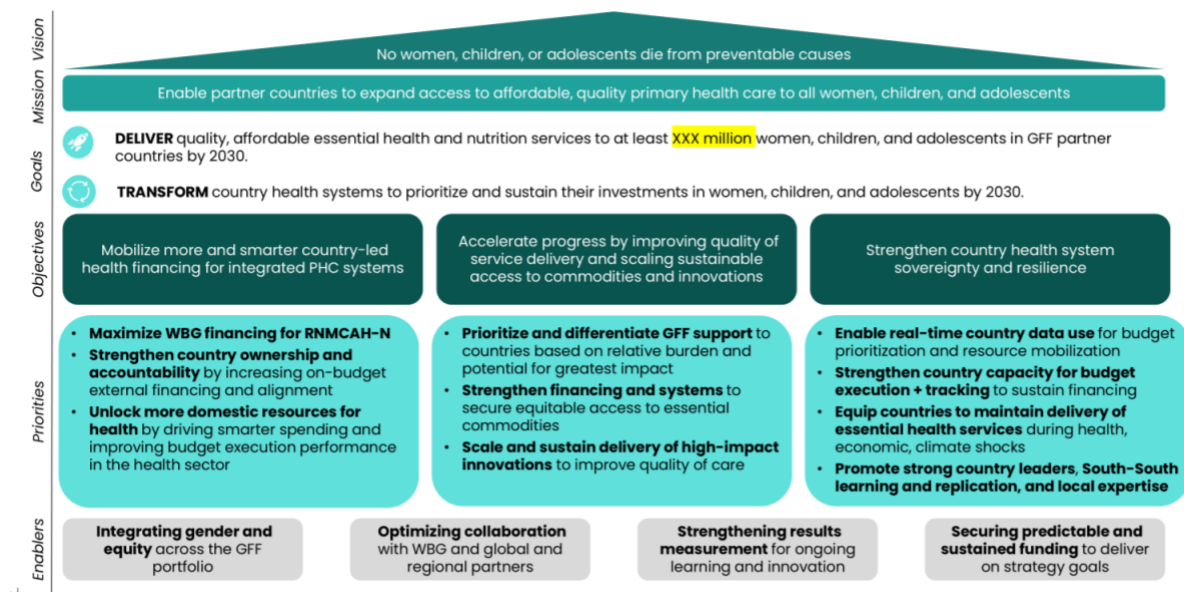 Vision
No women, children, or adolescents die from preventable causes
Mission
Enable partner countries to expand access to affordable, quality primary health care to all women, children, and adolescents
Goals
DELIVER quality, affordable essential health and nutrition services to at least XXX million women, children, and adolescents in GFF partner
countries by 2030.
TRANSFORM country health systems to prioritize and sustain their investments in women, children, and adolescents by 2030.
Objectives
Mobilize more and smarter country-led
health financing for integrated PHC systems
Accelerate progress by improving quality of
service delivery and scaling sustainable
access to commodities and innovations
Strengthen country health system
sovereignty and resilience
Priorities
• Maximize WBG financing for RNMCAH-N
• Strengthen country ownership and
accountability by increasing on-budget
external financing and alignment
• Unlock more domestic resources for
health by driving smarter spending and
improving budget execution performance
in the health sector
• Prioritize and differentiate GFF support to
countries based on relative burden and
potential for greatest impact
• Strengthen financing and systems to
secure equitable access to essential
commodities
• Scale and sustain delivery of high-impact
innovations to improve quality of care
• Enable real-time country data use for budget
prioritization and resource mobilization
• Strengthen country capacity for budget
execution + tracking to sustain financing
• Equip countries to maintain delivery of
essential health services during health,
economic, climate shocks
• Promote strong country leaders, South-South
learning and replication, and local expertise
Enablers
Integrating gender and
equity across the GFF
portfolio
Optimizing collaboration
with WBG and global and
regional partners
Strengthening results
measurement for ongoing
learning and innovation
Securing predictable and
sustained funding to deliver
on strategy goals